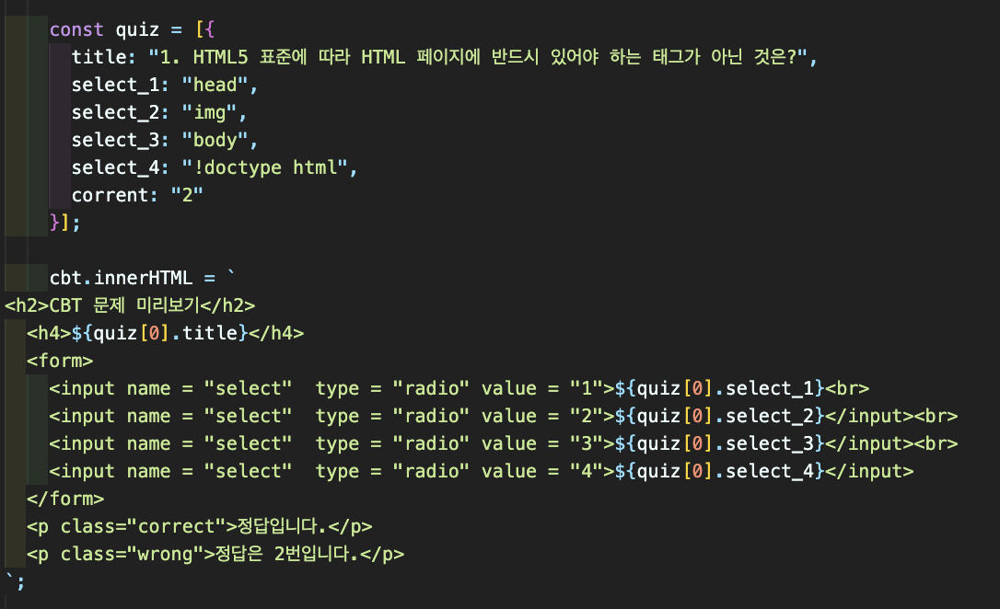 const quiz = [{
title: "1. HTML5 표준에 따라 HTML 페이지에 반드시 있어야 하는 태그가 아닌 것은?",
select_1: "head",
select_2: "img",
select_3: "body",
select_4: "!doctype html",
corrent: "2"
}];
cbt.innerHTML = `
<h2>CBT 문제 미리보기</h2>
<h4>${quiz[0].title}</h4>
<form>
<input name = "select"  type = "radio" value = "1">${quiz[0].select_1}<br>
<input name = "select"  type = "radio" value = "2">${quiz[0].select_2}</input><br>
<input name = "select"  type = "radio" value = "3">${quiz[0].select_3}</input><br>
<input name = "select"  type = "radio" value = "4">${quiz[0].select_4}</input>
</form>
<p class="correct">정답입니다.</p>
<p class="wrong">정답은 2번입니다.</p>
`;